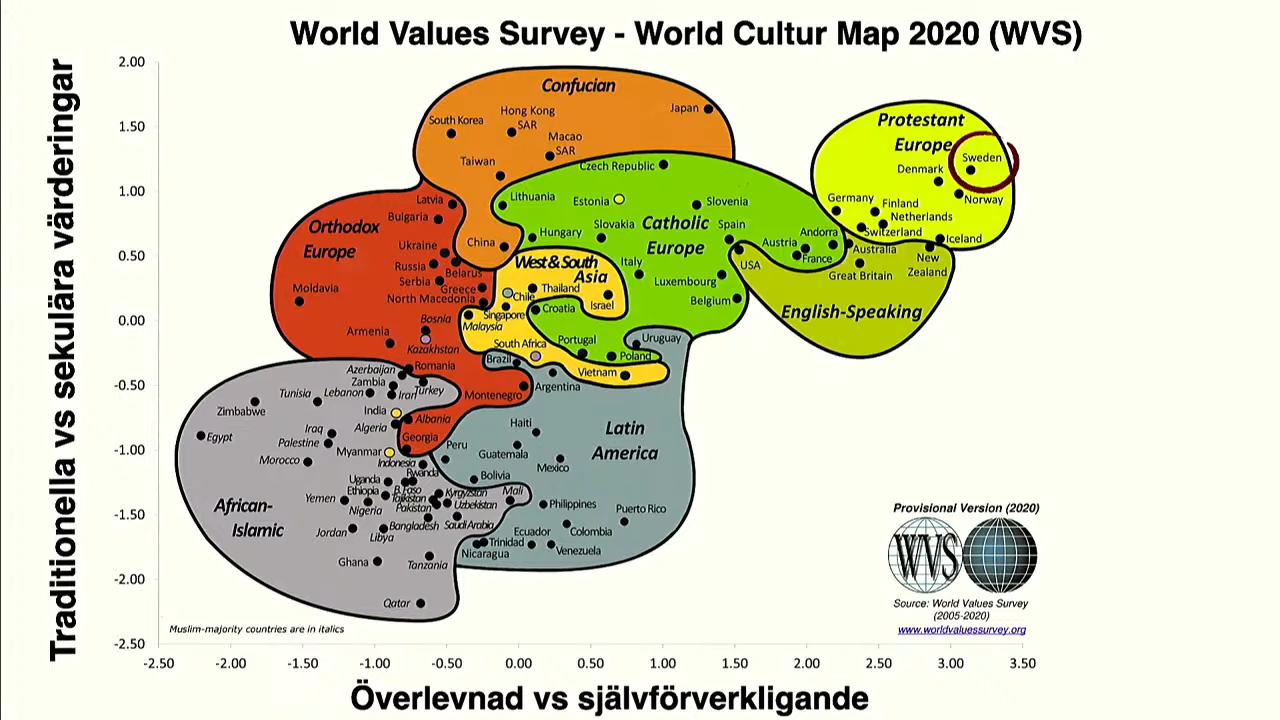 World Values Survey - World Cultur Map 2020 (WVS)
Traditionella vs sekulära värderingar
2.00
1.50
1.00
0.50
0.00
-0.50
-1.00
-1.50
-2.00
-2.50
Confucian
Hong Kong
SAR
Japan
South Korea
Macao
SAR
Taiwan
China
Protestant
Europe
Sweden
Denmark
Norway
Germany
Finland
Netherlands
Switzerland
Iceland
Catholic
Europe
Czech Republic
Lithuania
Estonia
Slovenia
Hungary
Slovakia
Spain
Andorra
Austria
France
Italy
Luxembourg
Belgium
Croatia
Portugal
Poland
English-Speaking
USA
Australia
New
Zealand
Great Britain
Orthodox
Europe
Latvia
Bulgaria
Ukraine
Russia
Belarus
Serbia
Greece
North Macedonia
Moldavia
Bosnia
Armenia
Kazakhstan
Romania
Montenegro
Albania
Georgia
West & South
Asia
Chile
Thailand
Israel
Singapore
Malaysia
South Africa
Vietnam
Latin
America
Uruguay
Brazil
Argentina
Haiti
Guatemala
Mexico
Peru
Bolivia
Philippines
Puerto Rico
Colombia
Ecuador
Venezuela
Trinidad
Nicaragua
African-
Islamic
Azerbaijan
Zambia
Turkey
Lebanon
Iran
Tunisia
Zimbabwe
India
Algeria
Egypt
Iraq
Palestine
Myanmar
Morocco
Indonesia
Rwanda
Uganda
B. Faso
Ethiopia
Tajikistan
Kyrgyzstan
Mali
Yemen
Nigeria
Pakistan
Uzbekistan
Bangladesh
Saudi Arabia
Jordan
Libya
Ghana
Tanzania
Qatar
Muslim-majority countries are in italics
Provisional Version (2020)
WVS
Source: World Values Survey
(2005-2020)
www.worldvaluessurvey.org
-2.50 -2.00 -1.50 -1.00 -0.50 0.00 0.50 1.00 1.50 2.00 2.50 3.00 3.50
Överlevnad vs självförverkligande